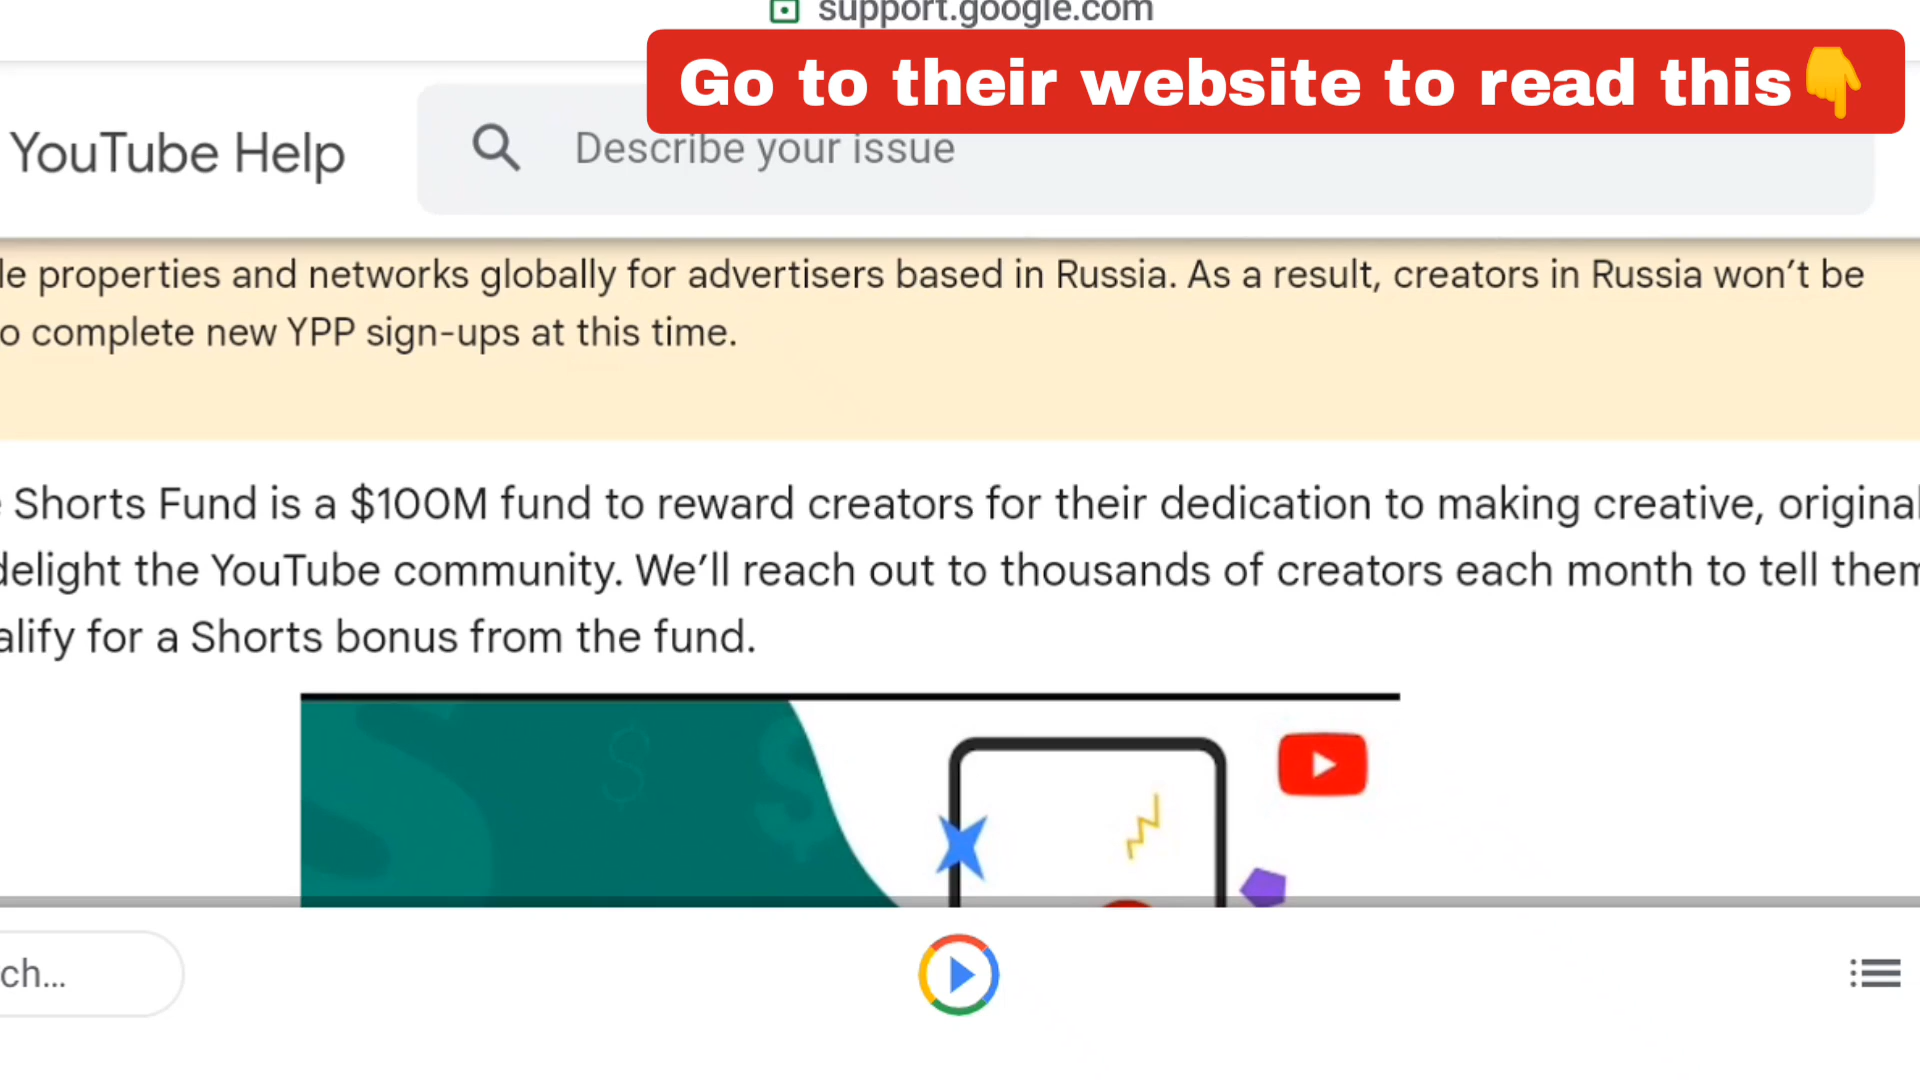 support.google.com
Go to their website to read this👇
YouTube Help
Describe your issue
le properties and networks globally for advertisers based in Russia. As a result, creators in Russia won't be
o complete new YPP sign-ups at this time.
Shorts Fund is a $100M fund to reward creators for their dedication to making creative, original
delight the YouTube community. We'll reach out to thousands of creators each month to tell them
alify for a Shorts bonus from the fund.
ch...